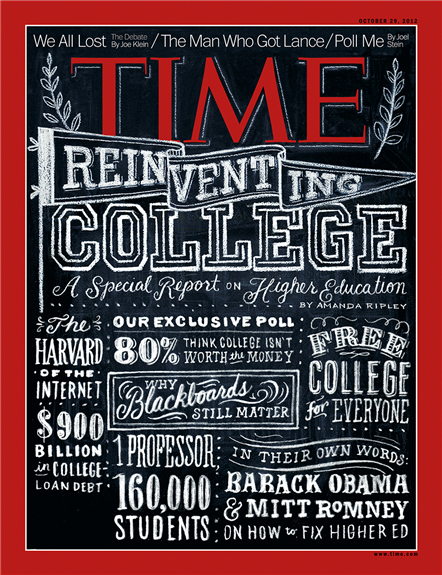 OCTOBER 29, 2012
We All Lost The Debate By Joe Klein / The Man Who Got Lance / Poll Me By Joel Stein
TIME
REINVENTING
COLLEGE
A Special Report on Higher Education
BY AMANDA RIPLEY
The
HARVARD
OF THE
INTERNET
$900
BILLION
in COLLEGE-
LOAN DEBT
OUR EXCLUSIVE POLL
80% THINK COLLEGE ISN'T
WORTH the MONEY
WHY
Blackboards
STILL MATTER
1 PROFESSOR,
160,000
STUDENTS
FREE
COLLEGE
for EVERYONE
IN THEIR OWN WORDS:
BARACK OBAMA
& MITT ROMNEY
ON HOW to FIX HIGHER ED
www.time.com